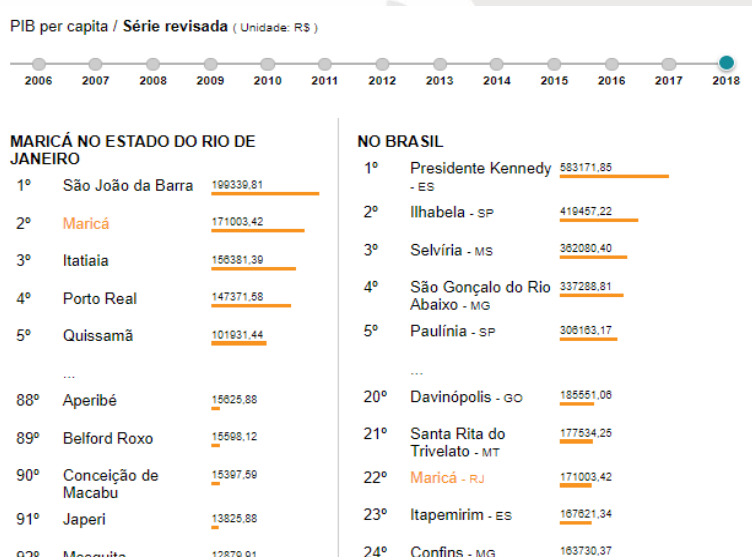 PIB per capita / Série revisada ( Unidade: R$ )
2006 2007 2008 2009 2010 2011 2012 2013 2014 2015 2016 2017 2018
MARICÁ NO ESTADO DO RIO DE
JANEIRO
1º São João da Barra 199339,81
2º Maricá 171003,42
3º Itatiaia 156381,39
4º Porto Real 147371,58
5º Quissamã 101931,44
...
88º Aperibé 15625,88
89º Belford Roxo 15598,12
90º Conceição de 15397,59
Macabu
91º Japeri 13825,88
92º Mesquita 12879,91
NO BRASIL
1º Presidente Kennedy 583171,85
- ES
2º Ilhabela - SP 419457,22
3º Selvíria - MS 362080,40
4º São Gonçalo do Rio 337288,81
Abaixo - MG
5º Paulínia - SP 306163,17
...
20º Davinópolis - GO 185551,06
21º Santa Rita do 177534,25
Trivelato - MT
22º Maricá - RJ 171003,42
23º Itapemirim - ES 167621,34
24º Confins - MG 163730,37